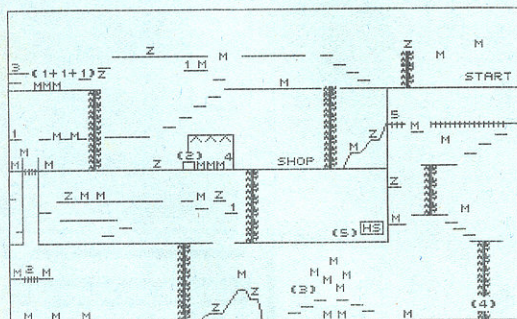 Z M M
Z M 1 M Z
3 (1+1+1) Z START
MMM M
5
1 M M M Z
M (2) 4
M M Z MMM SHOP
Z M M M Z Z
1 M
(5) HS
M M
2 Z M M
M M (3) M Z (4)
M M M Z M M M